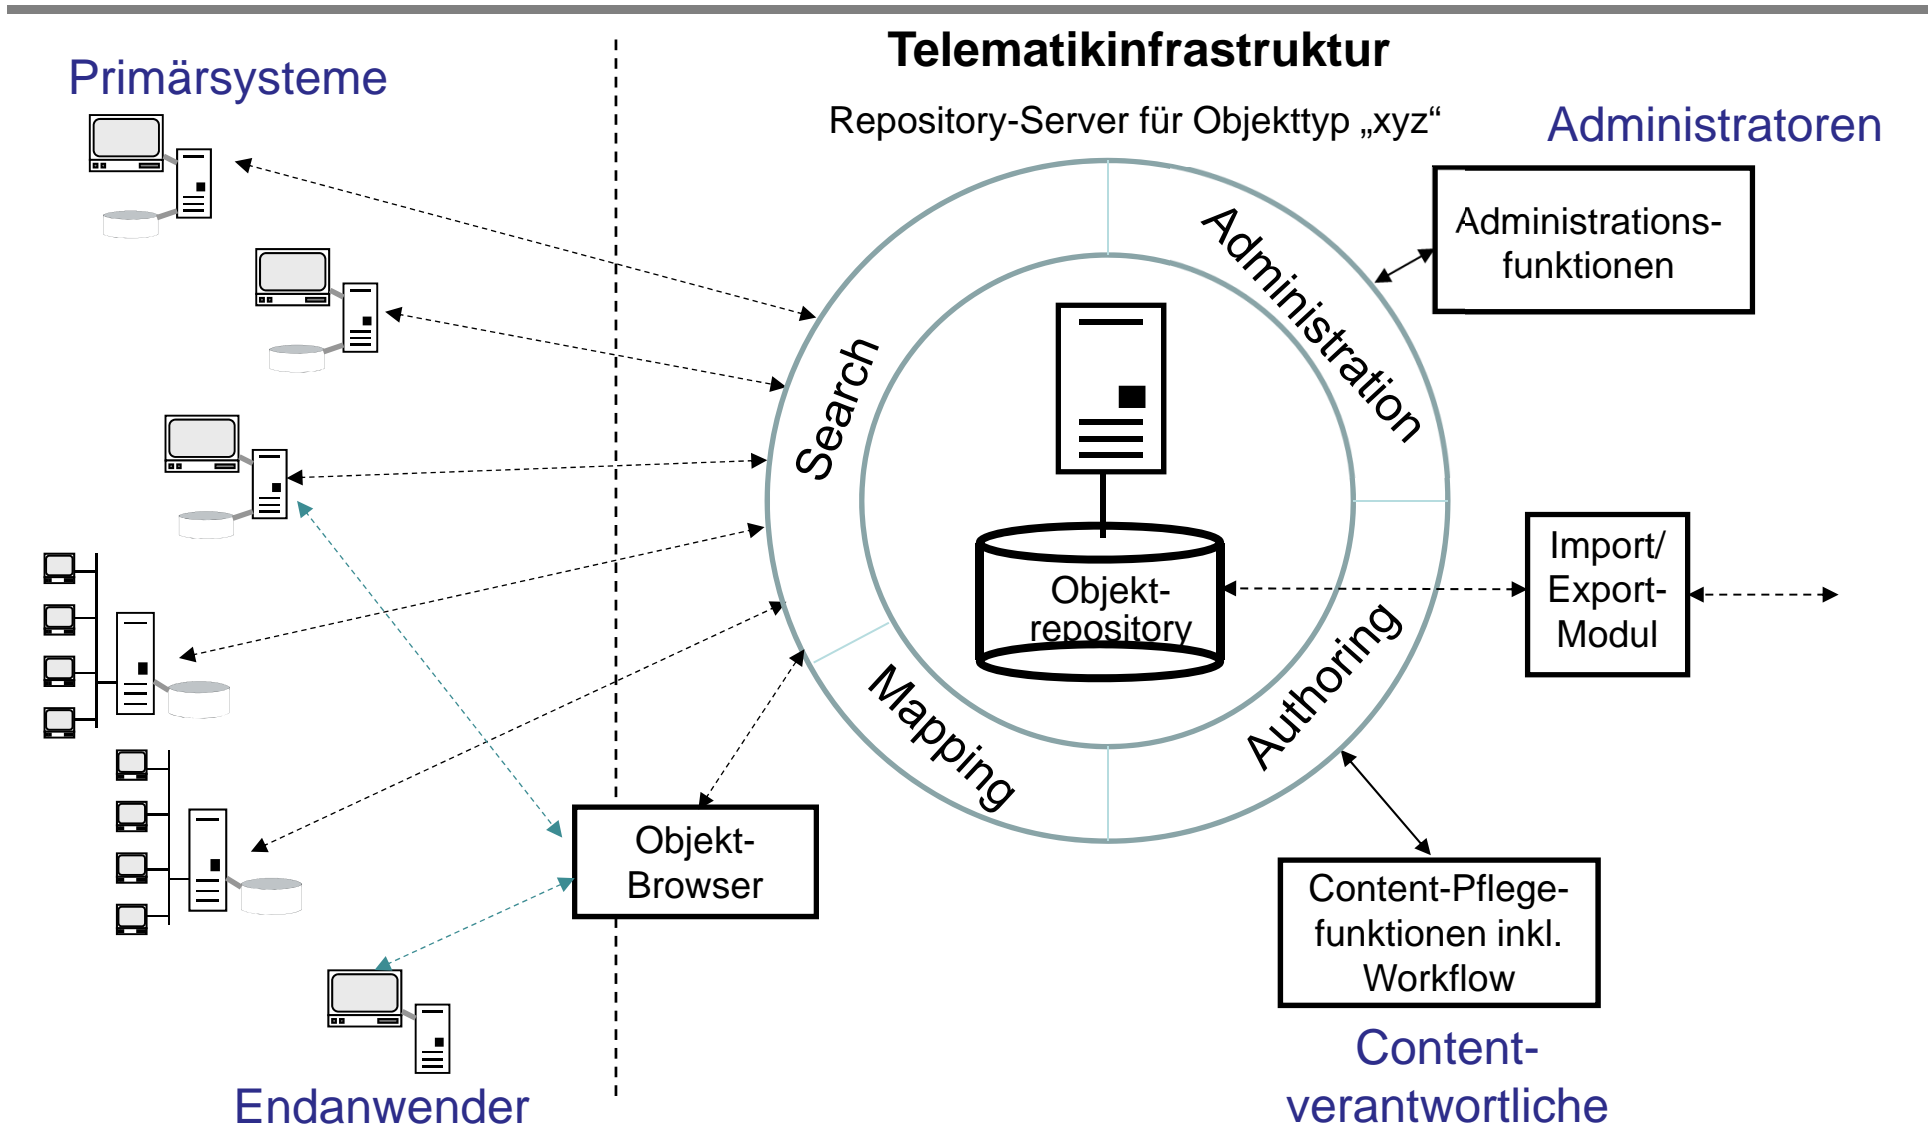 Telematikinfrastruktur
Primärsysteme
Repository-Server für Objekttyp „xyz“
Administratoren
Administrations-
funktionen
Administration
Search
Objekt-
repository
Import/
Export-
Modul
Authoring
Mapping
Objekt-
Browser
Content-Pflege-
funktionen inkl.
Workflow
Content-
verantwortliche
Endanwender